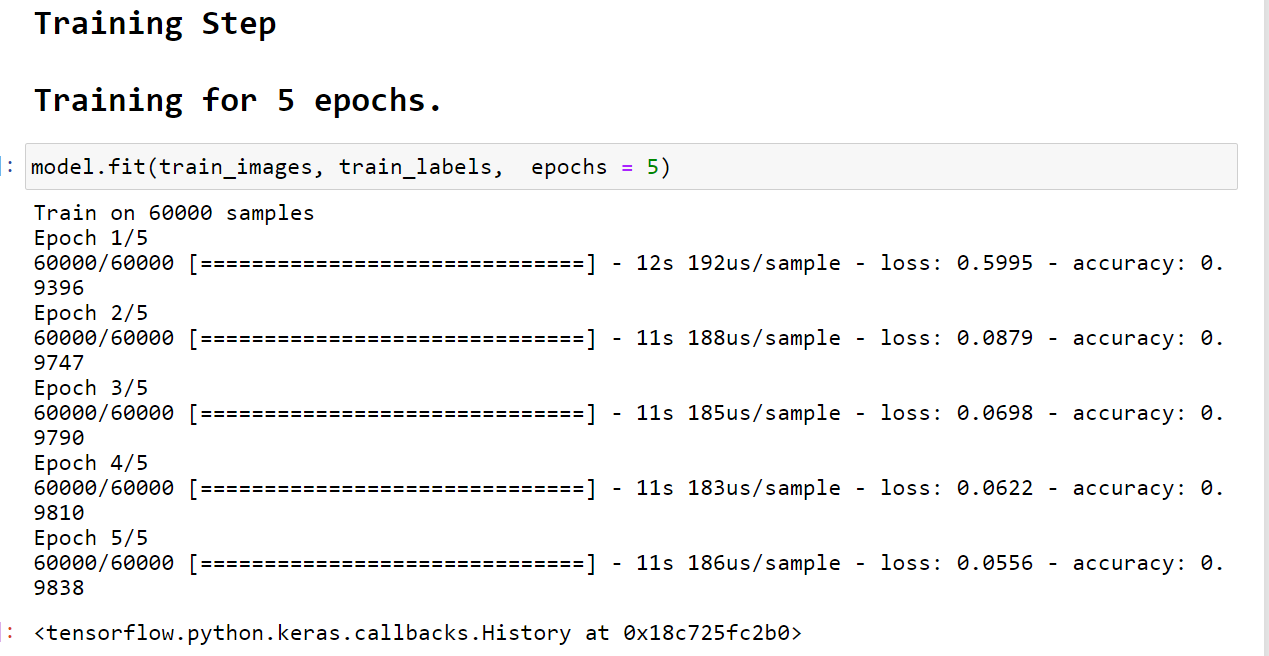 Training Step
Training for 5 epochs.
]:
model.fit(train_images, train_labels,  epochs = 5)
Train on 60000 samples
Epoch 1/5
60000/60000 [==============================] - 12s 192us/sample - loss: 0.5995 - accuracy: 0.
9396
Epoch 2/5
60000/60000 [==============================] - 11s 188us/sample - loss: 0.0879 - accuracy: 0.
9747
Epoch 3/5
60000/60000 [==============================] - 11s 185us/sample - loss: 0.0698 - accuracy: 0.
9790
Epoch 4/5
60000/60000 [==============================] - 11s 183us/sample - loss: 0.0622 - accuracy: 0.
9810
Epoch 5/5
60000/60000 [==============================] - 11s 186us/sample - loss: 0.0556 - accuracy: 0.
9838
]:
<tensorflow.python.keras.callbacks.History at 0x18c725fc2b0>